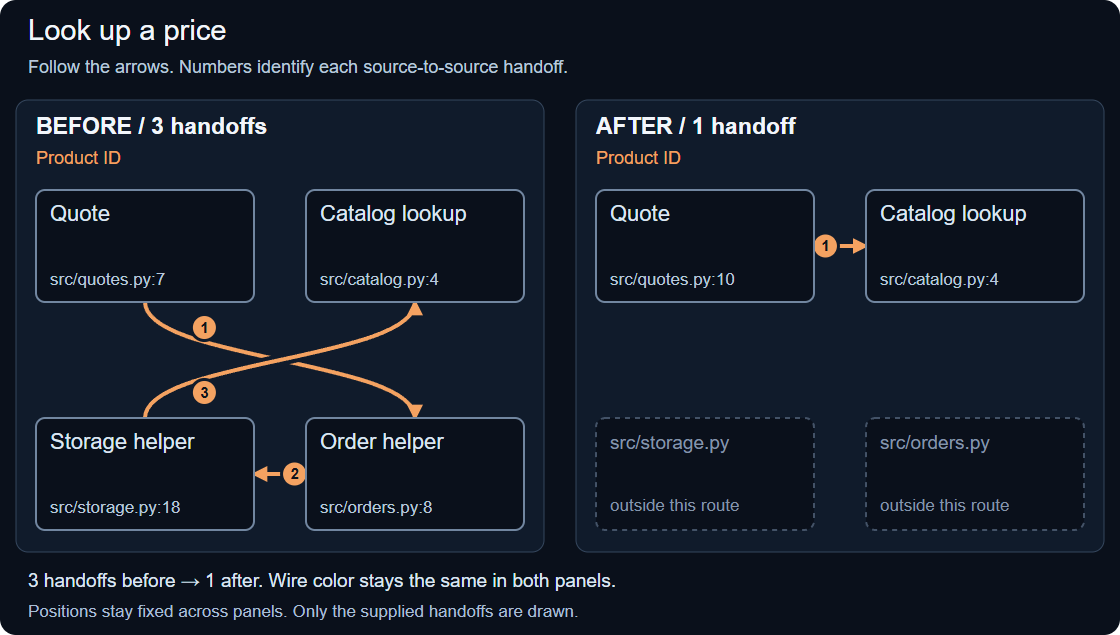 Look up a price
Follow the arrows. Numbers identify each source-to-source handoff.
BEFORE / 3 handoffs
Product ID
Quote
src/quotes.py:7
Catalog lookup
src/catalog.py:4
1
3
Storage helper
src/storage.py:18
2
Order helper
src/orders.py:8
AFTER / 1 handoff
Product ID
Quote
src/quotes.py:10
1
Catalog lookup
src/catalog.py:4
src/storage.py
outside this route
src/orders.py
outside this route
3 handoffs before → 1 after. Wire color stays the same in both panels.
Positions stay fixed across panels. Only the supplied handoffs are drawn.